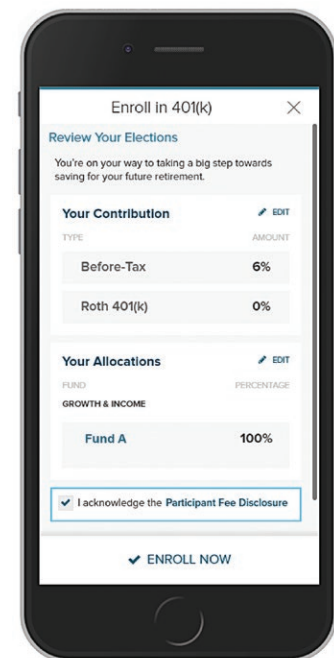 Enroll in 401(k)
Review Your Elections
You're on your way to taking a big step towards
saving for your future retirement.
Your Contribution EDIT
TYPE AMOUNT
Before-Tax 6%
Roth 401(k) 0%
Your Allocations EDIT
FUND PERCENTAGE
GROWTH & INCOME
Fund A 100%
I acknowledge the Participant Fee Disclosure
ENROLL NOW